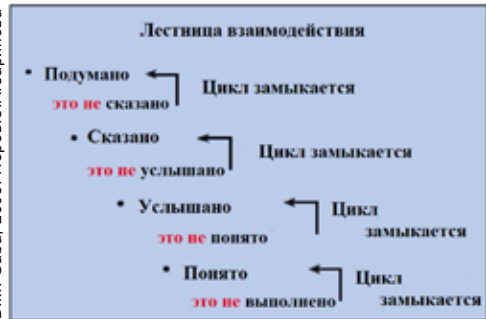 Лестница взаимодействия
• Подумано
Цикл замыкается
это не сказано
• Сказано
Цикл замыкается
это не услышано
• Услышано
Цикл
замыкается
это не понято
• Понято
Цикл
замыкается
это не выполнено